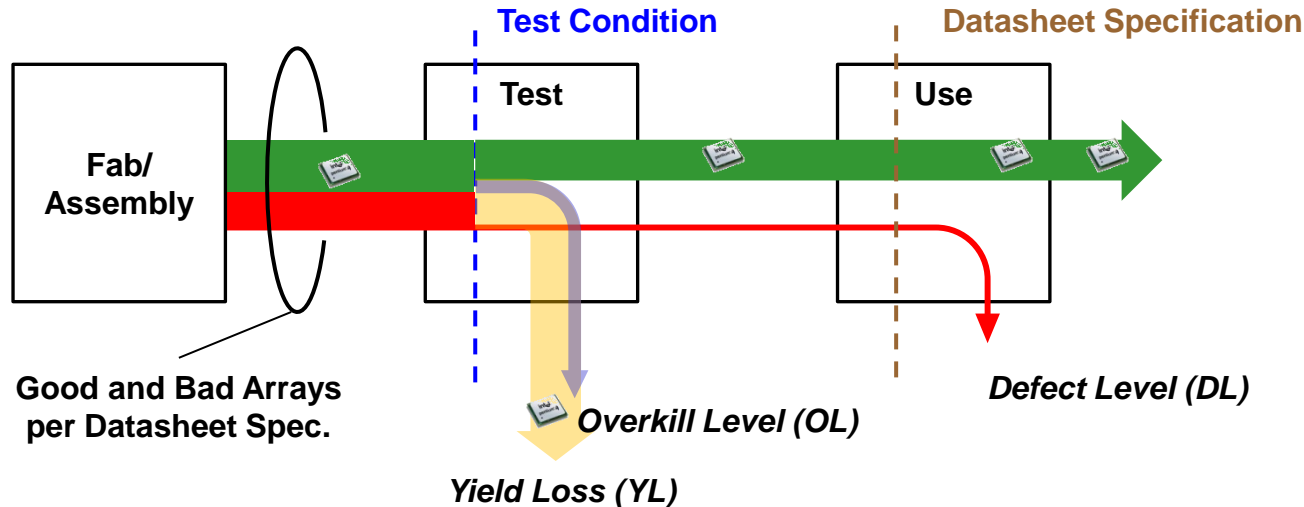 Test Condition
Datasheet Specification
Test
Use
Fab/
Assembly
Good and Bad Arrays
per Datasheet Spec.
Defect Level (DL)
Overkill Level (OL)
Yield Loss (YL)